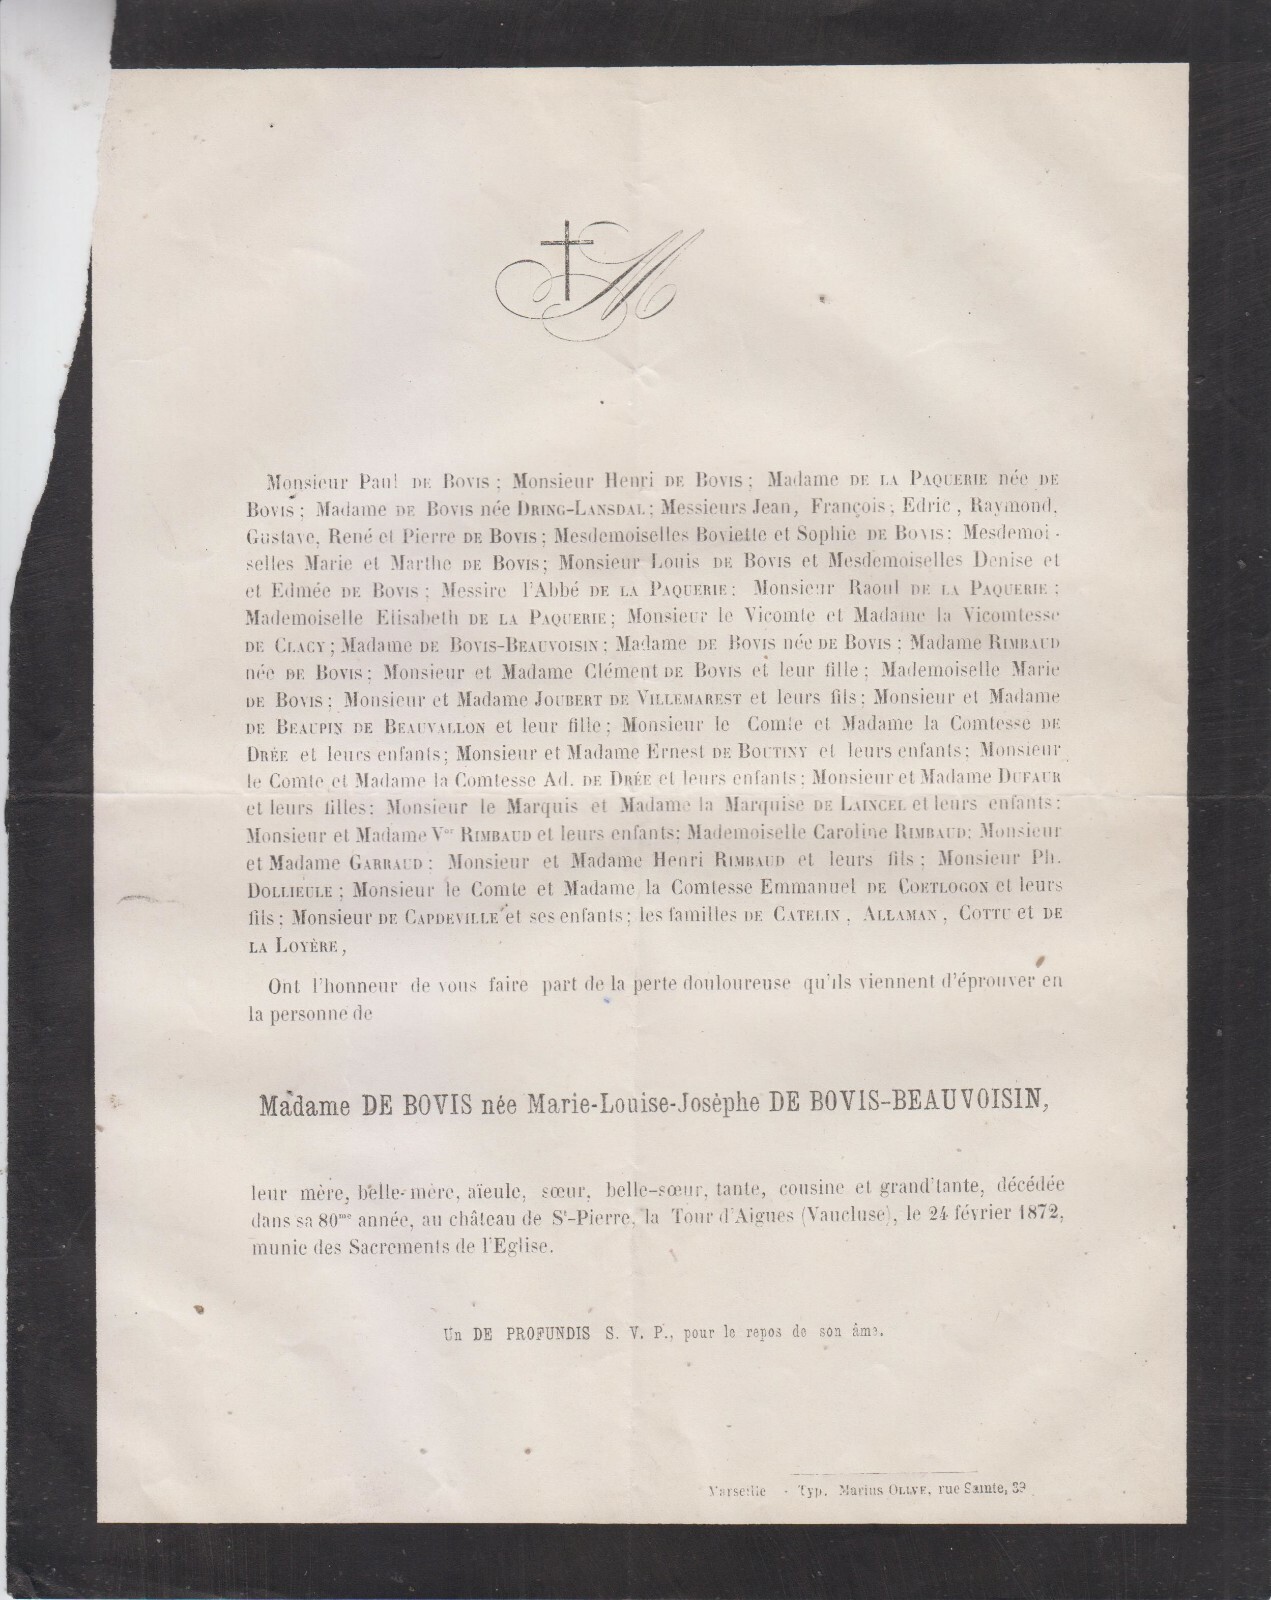 M
Monsieur Paul DE BOVIS ; Monsieur Henri DE BOVIS ; Madame DE LA PAQUERIE née DE
BOVIS ; Madame DE BOVIS née DRING-LANSDAL ; Messieurs Jean, François ; Edric , Raymond,
Gustave, René et Pierre DE BOVIS ; Mesdemoiselles Boviette et Sophie DE BOVIS : Mesdemoi-
selles Marie et Marthe DE BOVIS ; Monsieur Louis DE BOVIS et Mesdemoiselles Denise et
et Edmée DE BOVIS ; Messire l'Abbé DE LA PAQUERIE : Monsieur Raoul DE LA PAQUERIE ;
Mademoiselle Elisabeth DE LA PAQUERIE ; Monsieur le Vicomte et Madame la Vicomtesse
DE CLACY ; Madame DE BOVIS-BEAUVOISIN ; Madame DE BOVIS née DE BOVIS ; Madame RIMBAUD
née DE BOVIS ; Monsieur et Madame Clément DE BOVIS et leur fille ; Mademoiselle Marie
DE BOVIS ; Monsieur et Madame JOUBERT DE VILLEMAREST et leurs fils ; Monsieur et Madame
DE BEAUPIN DE BEAUVALLON et leur fille ; Monsieur le Comte et Madame la Comtesse DE
DRÉE et leurs enfants ; Monsieur et Madame Ernest DE BOUTINY et leurs enfants ; Monsieur
le Comte et Madame la Comtesse Ad. DE DRÉE et leurs enfants ; Monsieur et Madame DUFAUR
et leurs filles ; Monsieur le Marquis et Madame la Marquise DE LAINCEL et leurs enfants :
Monsieur et Madame Vor RIMBAUD et leurs enfants ; Mademoiselle Caroline RIMBAUD ; Monsieur
et Madame GARRAUD ; Monsieur et Madame Henri RIMBAUD et leurs fils ; Monsieur Ph.
DOLLIEULE ; Monsieur le Comte et Madame la Comtesse Emmanuel DE COETLOGON et leurs
fils ; Monsieur DE CAPDEVILLE et ses enfants ; les familles DE CATELIN , ALLAMAN , COTTU et DE
LA LOYÈRE ,
Ont l'honneur de vous faire part de la perte douloureuse qu'ils viennent d'éprouver en
la personne de
Madame DE BOVIS née Marie-Louise-Josèphe DE BOVIS-BEAUVOISIN,
leur mère, belle-mère, aïeule, sœur, belle-sœur, tante, cousine et grand'tante, décédée
dans sa 80me année, au château de St-Pierre, la Tour d'Aigues (Vaucluse), le 24 février 1872,
munie des Sacrements de l'Eglise.
Un DE PROFUNDIS S. V. P., pour le repos de son âme.
Marseille - Typ. Marius OLIVE, rue Sainte, 39